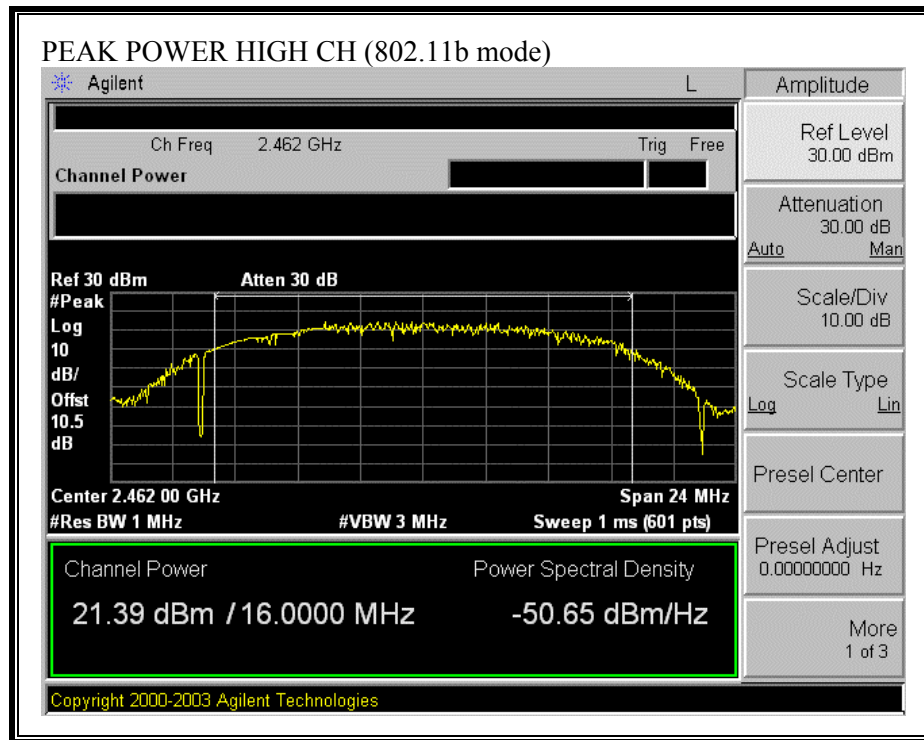 PEAK POWER HIGH CH (802.11b mode)
Agilent L
Ch Freq 2.462 GHz Trig Free
Channel Power
Ref 30 dBm Atten 30 dB
#Peak
Log
10
dB/
Offst
10.5
dB
Center 2.462 00 GHz Span 24 MHz
#Res BW 1 MHz #VBW 3 MHz Sweep 1 ms (601 pts)
Channel Power Power Spectral Density
21.39 dBm / 16.0000 MHz -50.65 dBm/Hz
Copyright 2000-2003 Agilent Technologies
Amplitude
Ref Level
30.00 dBm
Attenuation
30.00 dB
Auto Man
Scale/Div
10.00 dB
Scale Type
Log Lin
Presel Center
Presel Adjust
0.00000000 Hz
More
1 of 3